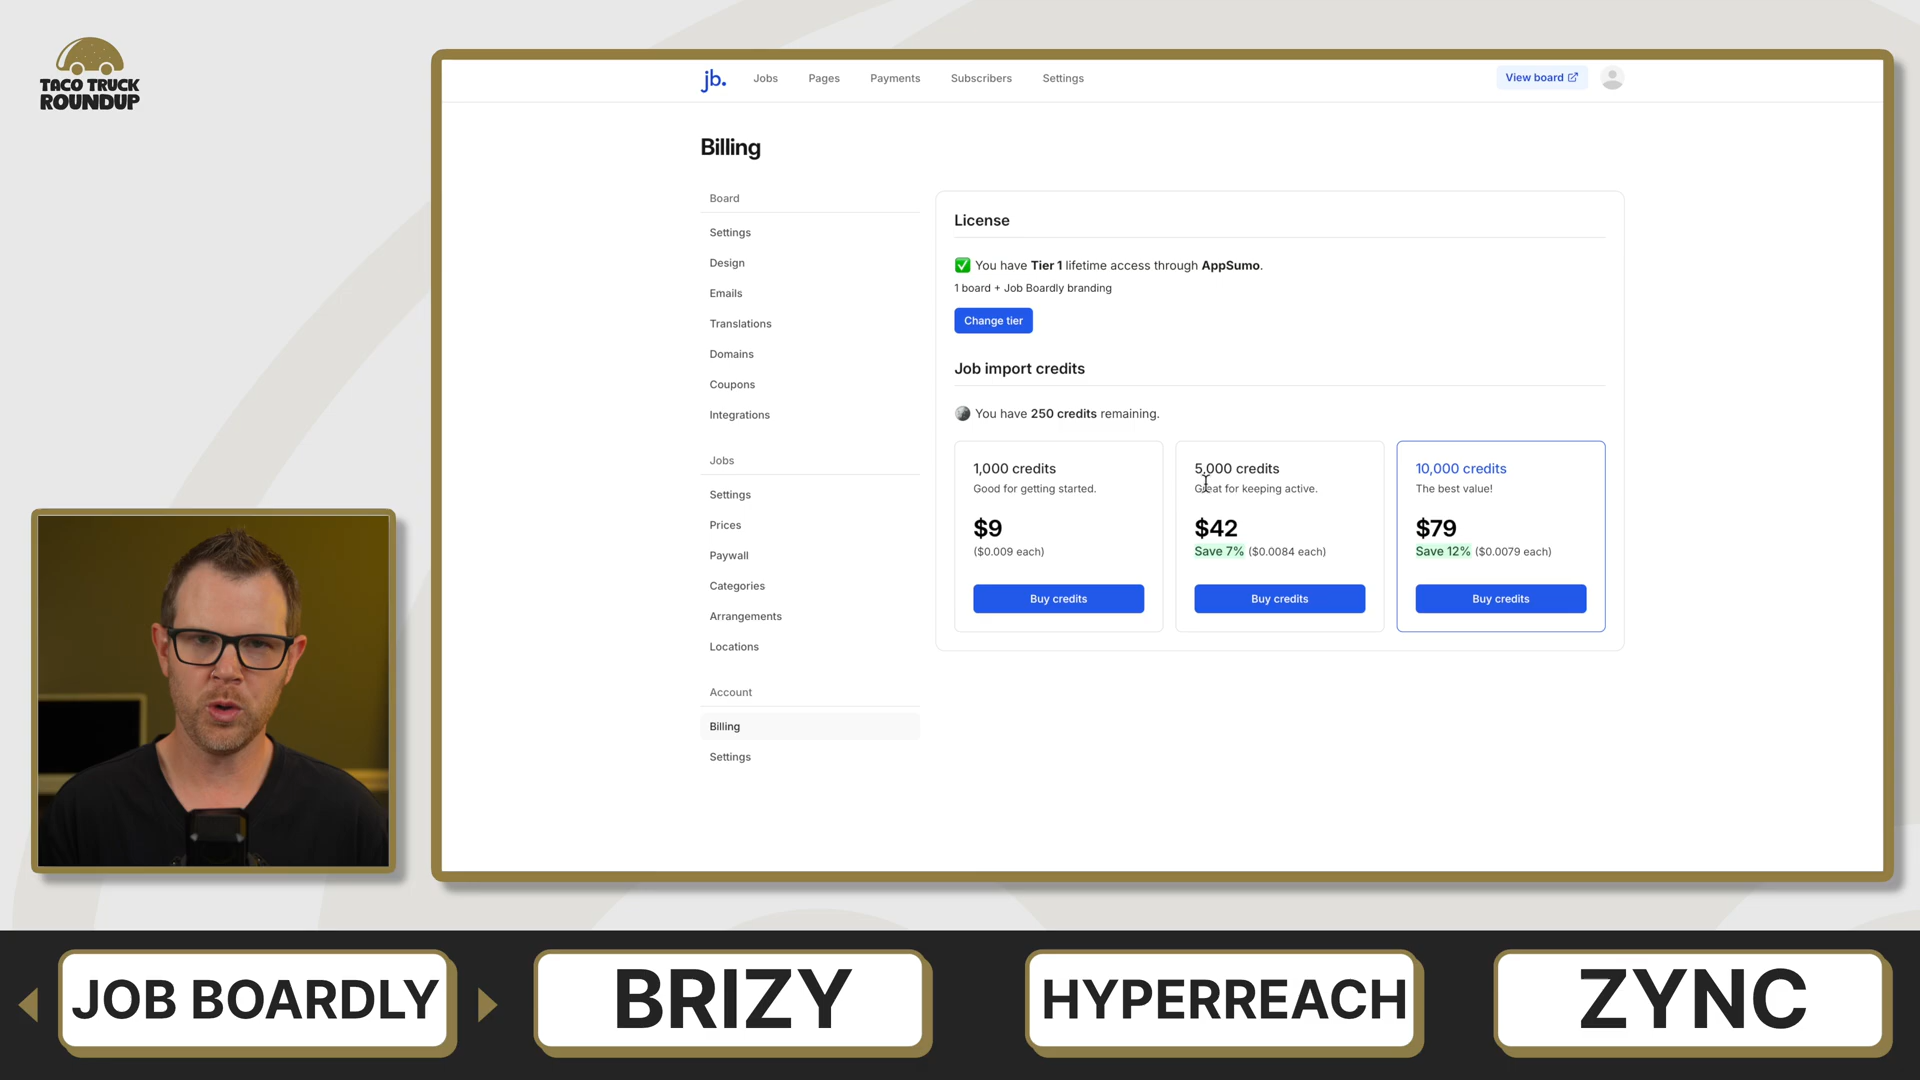 TACO TRUCK
ROUNDUP
jb.
Jobs
Pages
Payments
Subscribers
Settings
View board
Billing
Board
Settings
Design
Emails
Translations
Domains
Coupons
Integrations
Jobs
Settings
Prices
Paywall
Categories
Arrangements
Locations
Account
Billing
Settings
License
✅ You have Tier 1 lifetime access through AppSumo.
1 board + Job Boardly branding
Change tier
Job import credits
You have 250 credits remaining.
1,000 credits
Good for getting started.
$9
($0.009 each)
Buy credits
5,000 credits
Great for keeping active.
$42
Save 7% ($0.0084 each)
Buy credits
10,000 credits
The best value!
$79
Save 12% ($0.0079 each)
Buy credits
JOB BOARDLY
BRIZY
HYPERREACH
ZYNC